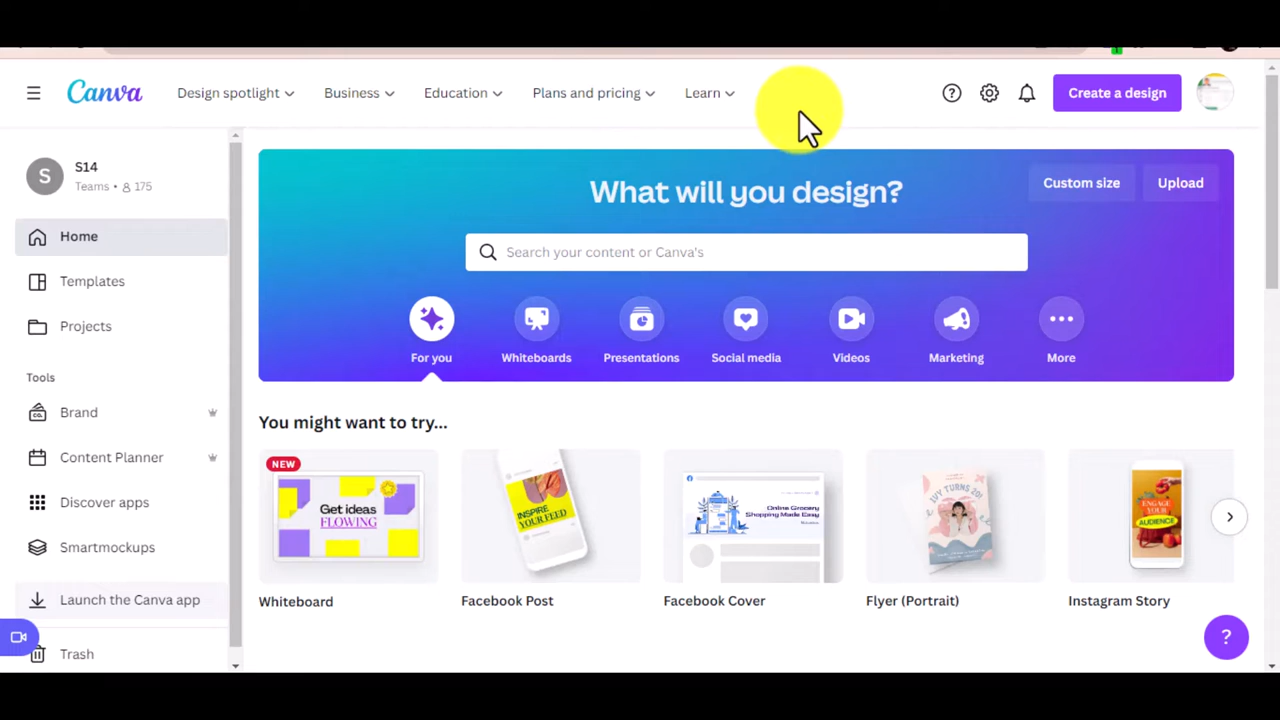 Canva
Design spotlight
Business
Education
Plans and pricing
Learn
?
Create a design
S
S14
Teams • 175
Home
Templates
Projects
Tools
Brand
Content Planner
Discover apps
Smartmockups
Launch the Canva app
Trash
What will you design?
Custom size
Upload
Search your content or Canva's
For you
Whiteboards
Presentations
Social media
Videos
Marketing
More
You might want to try...
NEW
Get ideas
FLOWING
Whiteboard
INSPIRE
YOUR FEED
Facebook Post
Online Grocery
Shopping Made Easy
Facebook Cover
IVY TURNS 20!
Flyer (Portrait)
ENGAGE
YOUR
AUDIENCE
Instagram Story
?